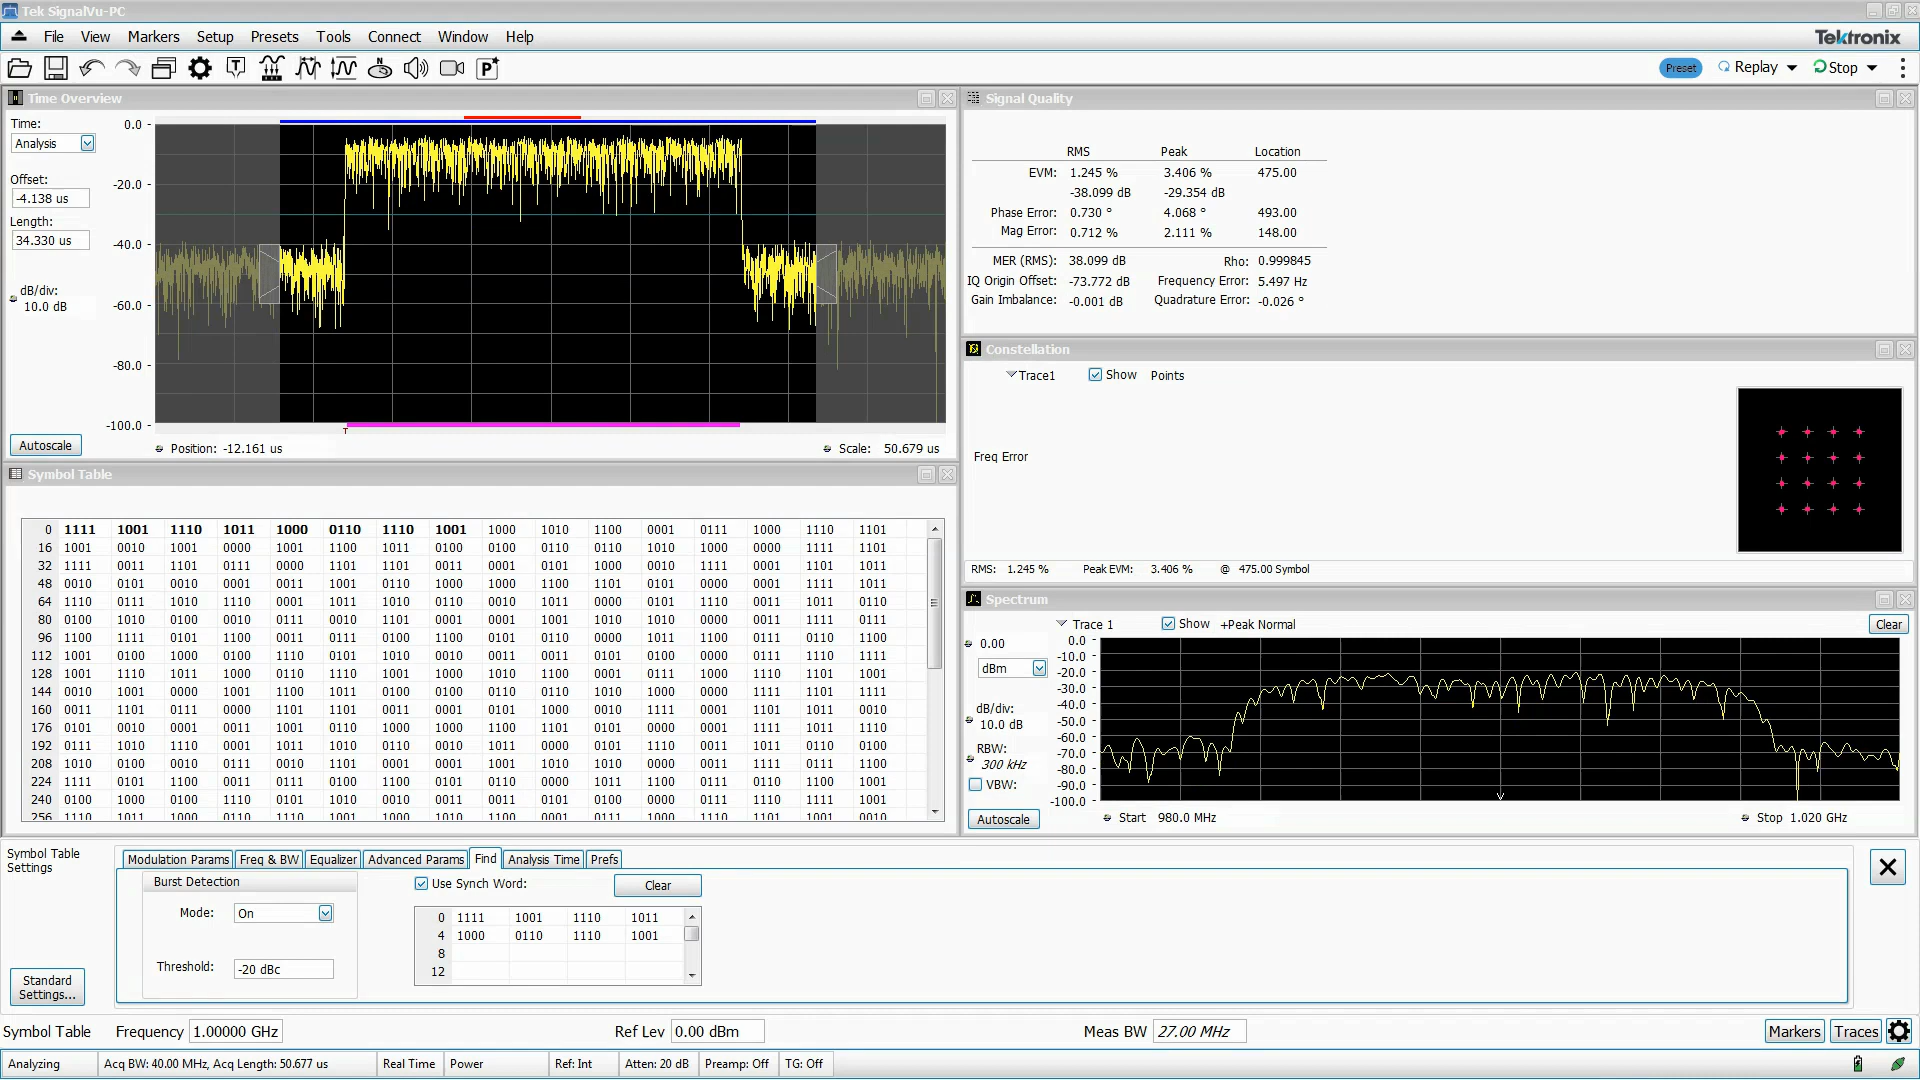 Tek SignalVu-PC
File View Markers Setup Presets Tools Connect Window Help
Tektronix
Preset Replay Stop
Time Overview
Time:
Analysis
Offset:
-4.138 us
Length:
34.330 us
dB/div:
10.0 dB
Autoscale
0.0
-20.0
-40.0
-60.0
-80.0
-100.0
T
Position: -12.161 us
Scale: 50.679 us
Signal Quality
RMS Peak Location
EVM: 1.245 % 3.406 % 475.00
-38.099 dB -29.354 dB
Phase Error: 0.730 ° 4.068 ° 493.00
Mag Error: 0.712 % 2.111 % 148.00
MER (RMS): 38.099 dB Rho: 0.999845
IQ Origin Offset: -73.772 dB Frequency Error: 5.497 Hz
Gain Imbalance: -0.001 dB Quadrature Error: -0.026 °
Constellation
Trace1 Show Points
Freq Error
RMS: 1.245 % Peak EVM: 3.406 % @ 475.00 Symbol
Symbol Table
0 1111 1001 1110 1011 1000 0110 1110 1001 1000 1010 1100 0001 0111 1000 1110 1101
16 1001 0010 1001 0000 1001 1100 1011 0100 0100 0110 0110 1010 1000 0000 1111 1101
32 1111 0011 1101 0111 0000 1101 1101 0011 0001 0101 1000 0010 1111 0001 1101 1011
48 0010 0101 0010 0001 0011 1001 0110 1000 1000 1100 1101 0101 0000 0001 1111 1011
64 1110 0111 1010 1110 0001 1011 1010 0110 0010 1011 0000 0101 1110 0011 1011 0110
80 0100 1010 0100 0010 0111 0010 1101 0001 0001 1001 1010 1010 0000 0011 1111 0111
96 1100 1111 0101 1100 0011 0111 0100 1100 0101 0110 0000 1011 1100 0111 0110 1100
112 1001 0100 1000 0100 1110 0101 1010 0010 0011 0011 0101 0100 0000 0111 1110 1111
128 1001 1110 1011 1000 0110 1110 1001 1000 1010 1100 0001 0111 1000 1110 1101 1001
144 0010 1001 0000 1001 1100 1011 0100 0100 0110 0110 1010 1000 0000 1111 1101 1111
160 0011 1101 0111 0000 1101 1101 0011 0001 0101 1000 0010 1111 0001 1101 1011 0010
176 0101 0010 0001 0011 1001 0110 1000 1000 1100 1101 0101 0000 0001 1111 1011 1110
192 0111 1010 1110 0001 1011 1010 0110 0010 1011 0000 0101 1110 0011 1011 0110 0100
208 1010 0100 0010 0111 0010 1101 0001 0001 1001 1010 1010 0000 0011 1111 0111 1100
224 1111 0101 1100 0011 0111 0100 1100 0101 0110 0000 1011 1100 0111 0110 1100 1001
240 0100 1000 0100 1110 0101 1010 0010 0011 0011 0101 0100 0000 0111 1110 1111 1001
256 1110 1011 1000 0110 1110 1001 1000 1010 1100 0001 0111 1000 1110 1101 1001 0010
Spectrum
Trace 1 Show +Peak Normal Clear
0.00
dBm
dB/div:
10.0 dB
RBW:
300 kHz
VBW:
Autoscale
0.0
-10.0
-20.0
-30.0
-40.0
-50.0
-60.0
-70.0
-80.0
-90.0
-100.0
Start 980.0 MHz
Stop 1.020 GHz
Symbol Table
Settings
Modulation Params Freq & BW Equalizer Advanced Params Find Analysis Time Prefs
Burst Detection
Mode: On
Threshold: -20 dBc
Use Synch Word: Clear
0 1111 1001 1110 1011
4 1000 0110 1110 1001
8
12
Standard
Settings...
Symbol Table Frequency 1.00000 GHz Ref Lev 0.00 dBm Meas BW 27.00 MHz Markers Traces
Analyzing Acq BW: 40.00 MHz, Acq Length: 50.677 us Real Time Power Ref: Int Atten: 20 dB Preamp: Off TG: Off